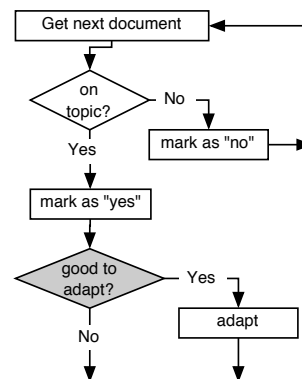 Get next document
on
topic?
No
Yes
mark as "no"
mark as "yes"
good to
adapt?
Yes
No
adapt